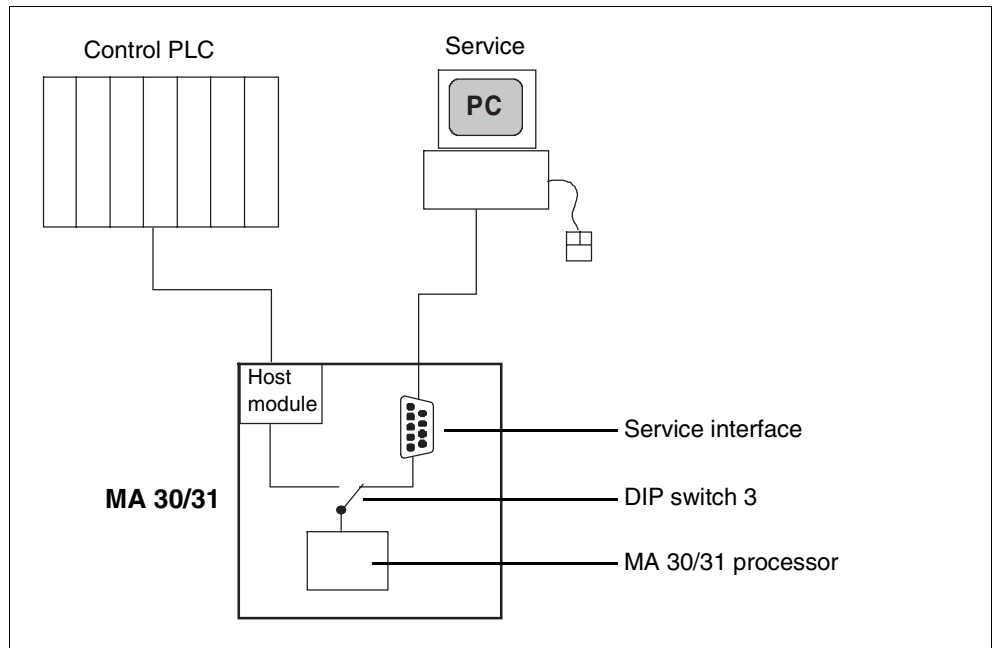 Control PLC
Service
PC
Host
module
Service interface
MA 30/31
DIP switch 3
MA 30/31 processor